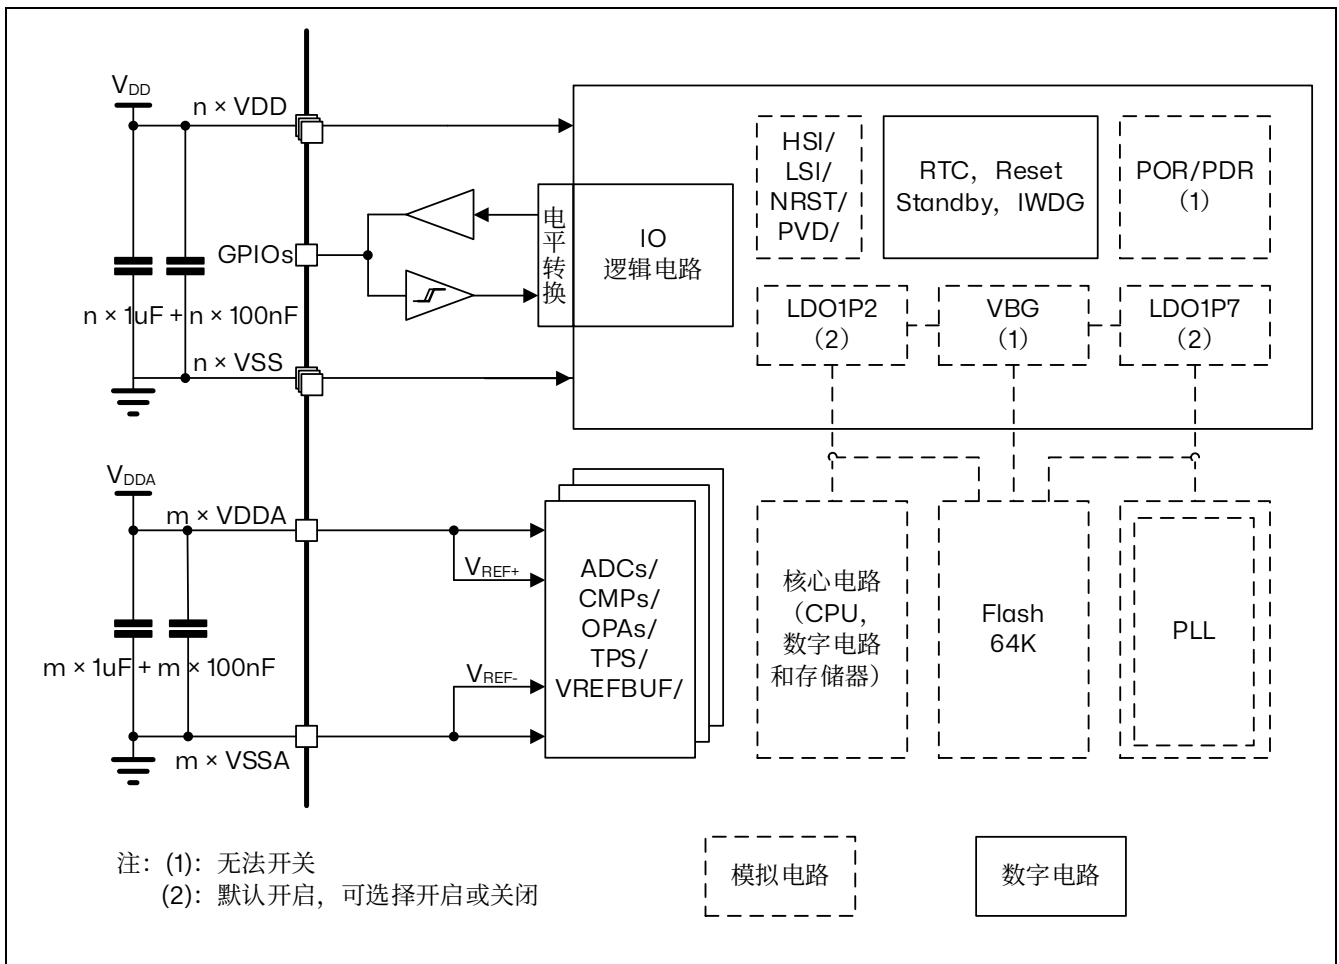 VDD
n × VDD
GPIOs
n × 1uF + n × 100nF
n × VSS
电
平
转
换
IO
逻辑电路
HSI/
LSI/
NRST/
PVD/
RTC，Reset
Standby，IWDG
POR/PDR
（1）
LDO1P2
（2）
VBG
（1）
LDO1P7
（2）
VDDA
m × VDDA
VREF+
m × 1uF + m × 100nF
VREF-
m × VSSA
ADCs/
CMPs/
OPAs/
TPS/
VREFBUF/
核心电路
（CPU，
数字电路
和存储器）
Flash
64K
PLL
注：(1)：无法开关
(2)：默认开启，可选择开启或关闭
模拟电路
数字电路